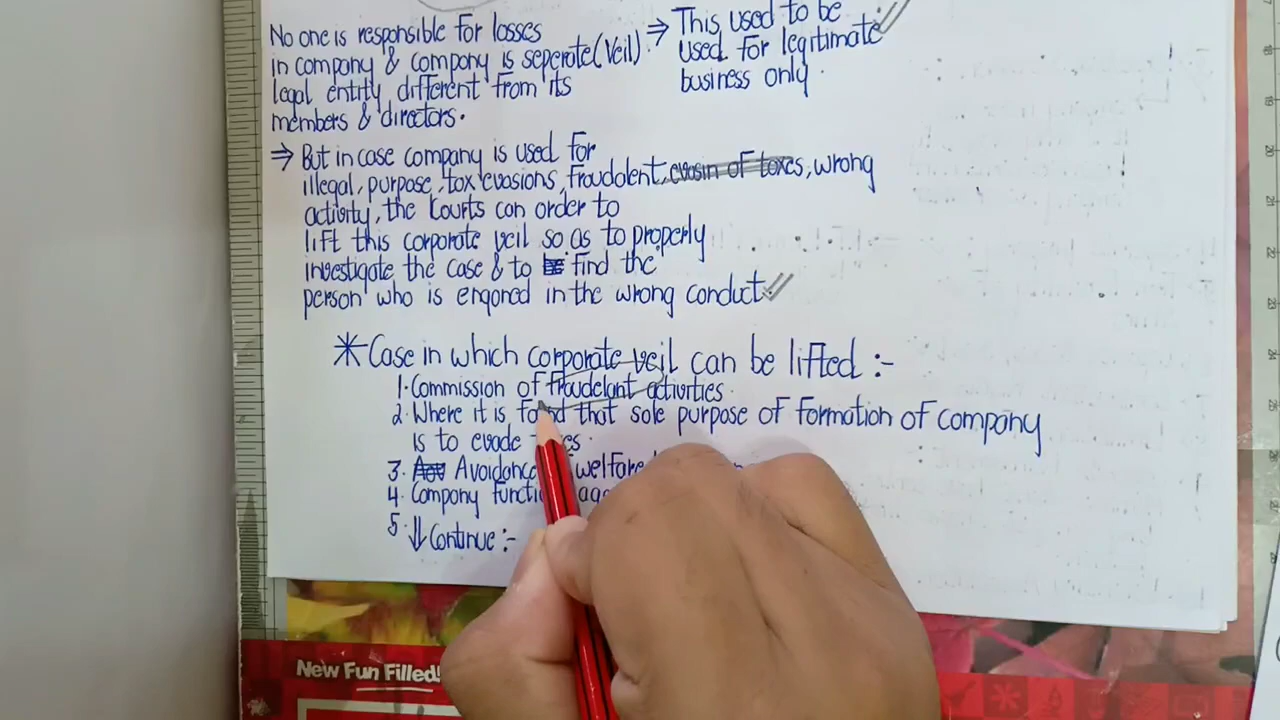 No one is responsible for losses
in company & company is seperate (Veil)
legal entity different from its
members & directors.
⇒ This used to be
used for legitimate
business only.
⇒ But in case company is used for
illegal, purpose, tax evasions, fraudolent, evosin of toxes, wrong
activity, the Courts can order to
lift this corporate veil so as to properly
investigate the case & to find the
person who is engaged in the wrong conduct
* Case in which corporate veil can be lifted :-
1. Commission of fraudelant activities.
2. Where it is found that sole purpose of formation of company
is to evade
3. Avoidance welfare
4. Company
5. ↓ Continue :-
New Fun Filled!